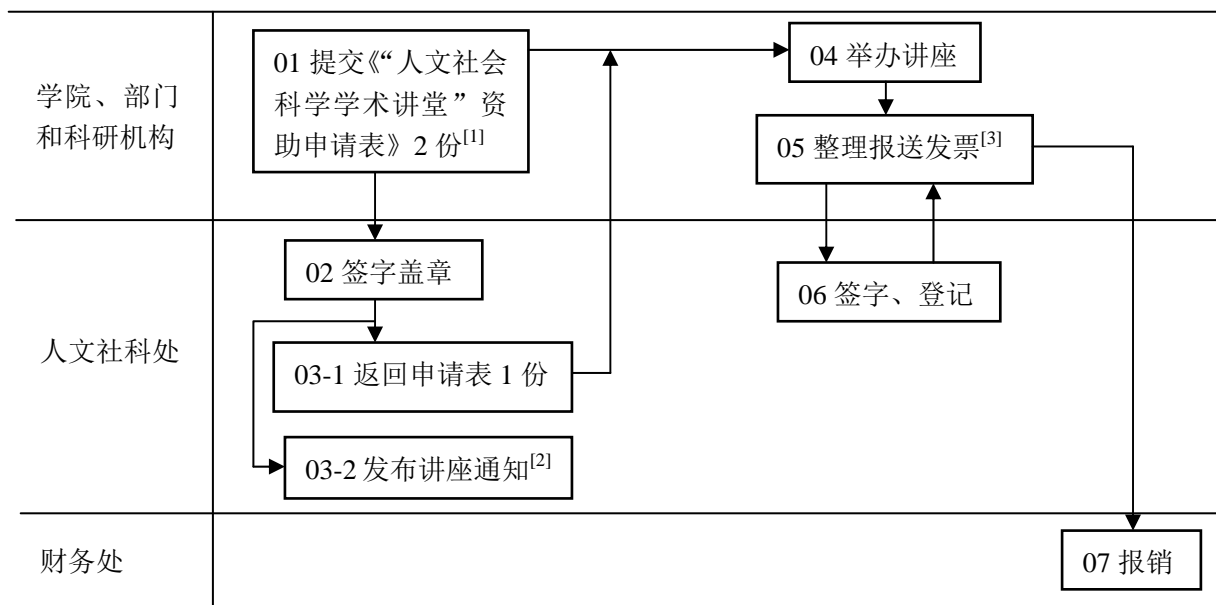 学院、部门
和科研机构
01 提交《“人文社会
科学学术讲堂”资
助申请表》2 份[1]
04 举办讲座
05 整理报送发票[3]
人文社科处
02 签字盖章
03-1 返回申请表 1 份
03-2 发布讲座通知[2]
06 签字、登记
财务处
07 报销